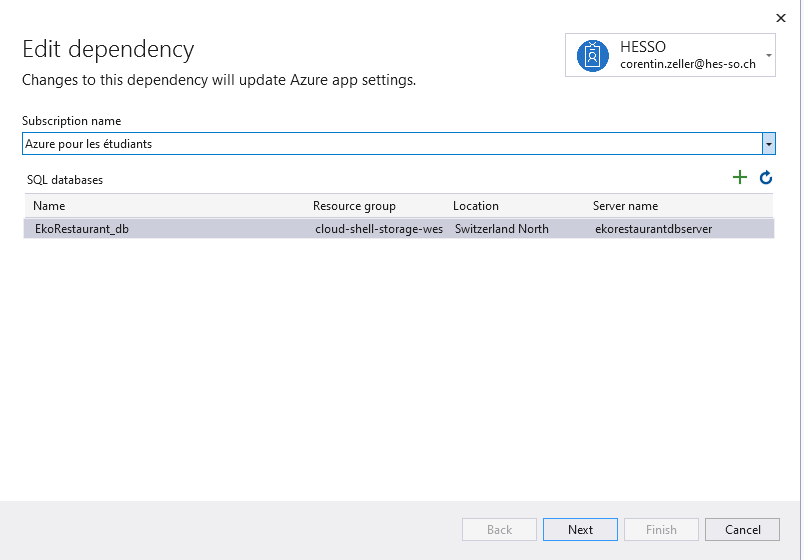 Edit dependency
HESSO
corentin.zeller@hes-so.ch
Changes to this dependency will update Azure app settings.
Subscription name
Azure pour les étudiants
SQL databases
Name Resource group Location Server name
EkoRestaurant_db cloud-shell-storage-wes Switzerland North ekorestaurantdbserver
Back Next Finish Cancel